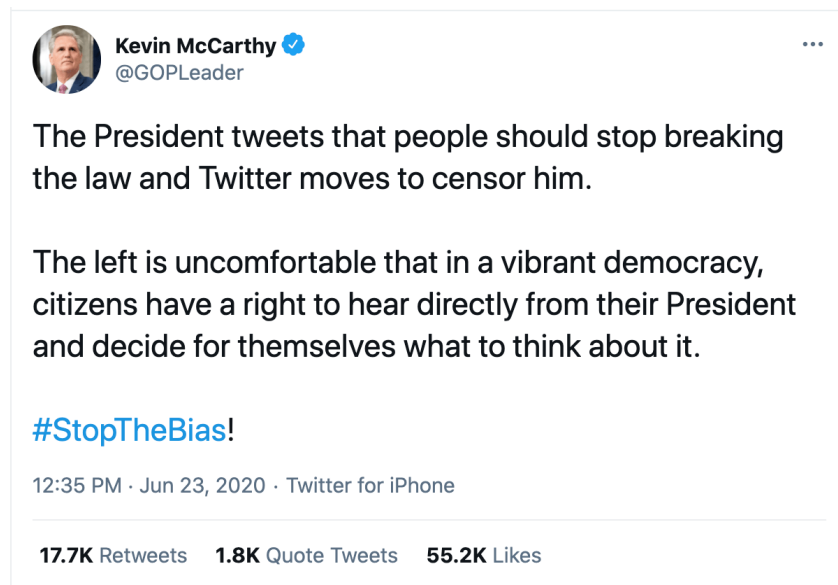 Kevin McCarthy
@GOPLeader
The President tweets that people should stop breaking
the law and Twitter moves to censor him.
The left is uncomfortable that in a vibrant democracy,
citizens have a right to hear directly from their President
and decide for themselves what to think about it.
#StopTheBias!
12:35 PM · Jun 23, 2020 · Twitter for iPhone
17.7K Retweets 1.8K Quote Tweets 55.2K Likes